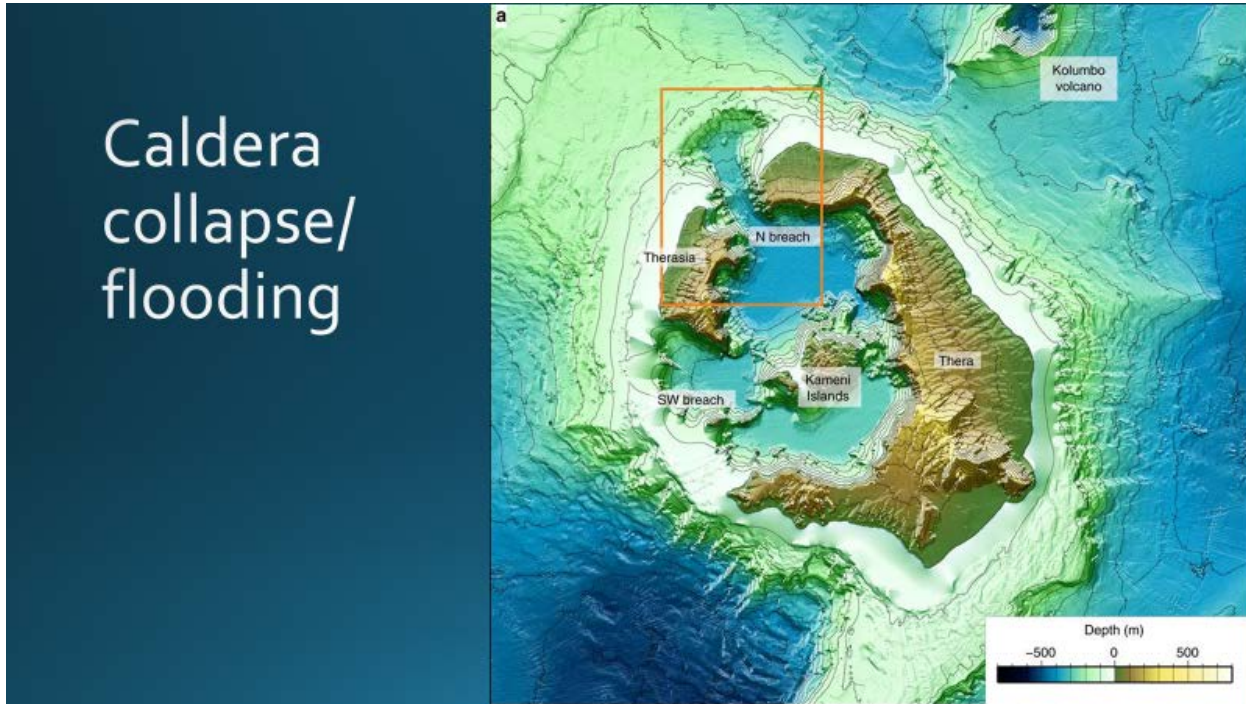 Caldera
collapse/
flooding
a
Kolumbo
volcano
N breach
Therasia
Thera
Kameni
Islands
SW breach
Depth (m)
−500 0 500